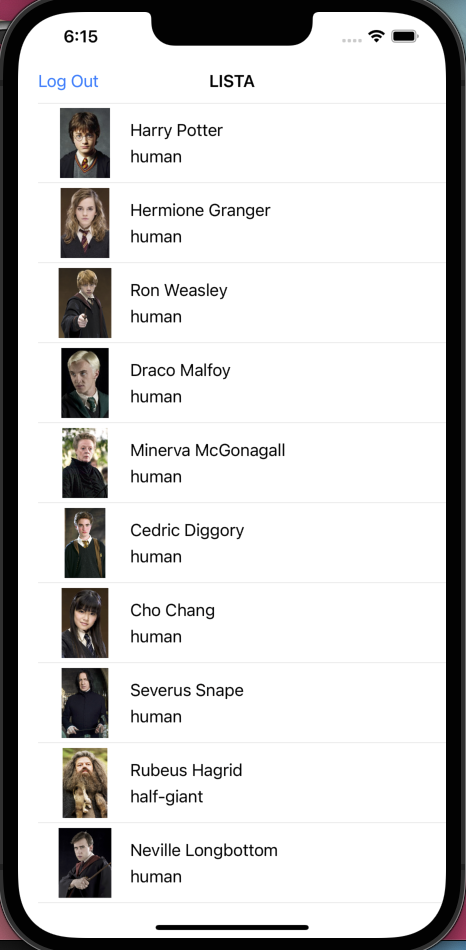 6:15
Log Out
LISTA
Harry Potter
human
Hermione Granger
human
Ron Weasley
human
Draco Malfoy
human
Minerva McGonagall
human
Cedric Diggory
human
Cho Chang
human
Severus Snape
human
Rubeus Hagrid
half-giant
Neville Longbottom
human